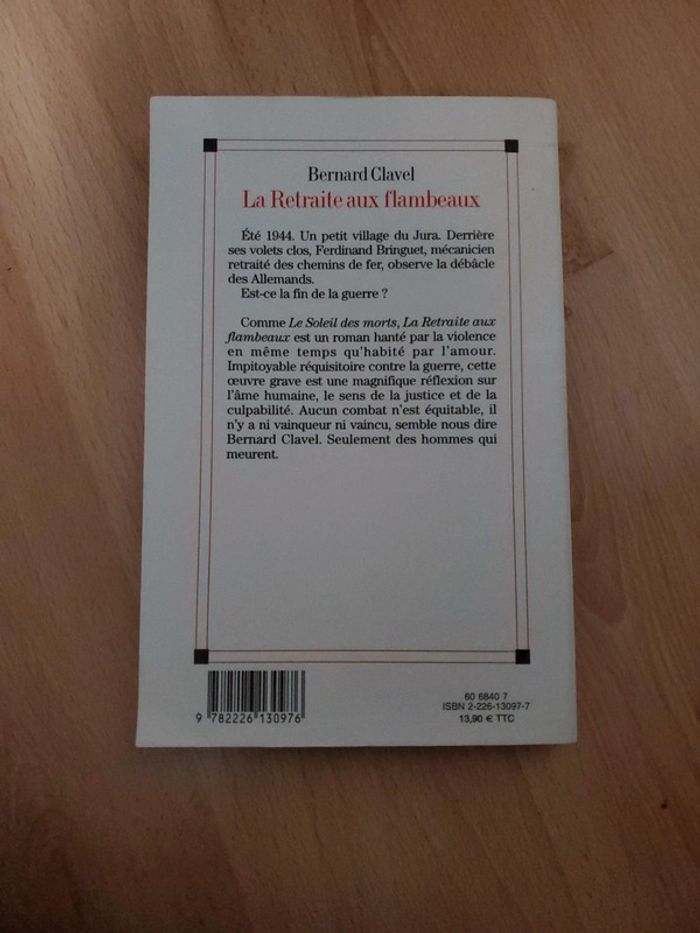 Bernard Clavel
La Retraite aux flambeaux
Été 1944. Un petit village du Jura. Derrière
ses volets clos, Ferdinand Bringuet, mécanicien
retraité des chemins de fer, observe la débâcle
des Allemands.
Est-ce la fin de la guerre ?
Comme Le Soleil des morts, La Retraite aux
flambeaux est un roman hanté par la violence
en même temps qu'habité par l'amour.
Impitoyable réquisitoire contre la guerre, cette
œuvre grave est une magnifique réflexion sur
l'âme humaine, le sens de la justice et de la
culpabilité. Aucun combat n'est équitable, il
n'y a ni vainqueur ni vaincu, semble nous dire
Bernard Clavel. Seulement des hommes qui
meurent.
9 782226 130976
60 6840 7
ISBN 2-226-13097-7
13,90 € TTC